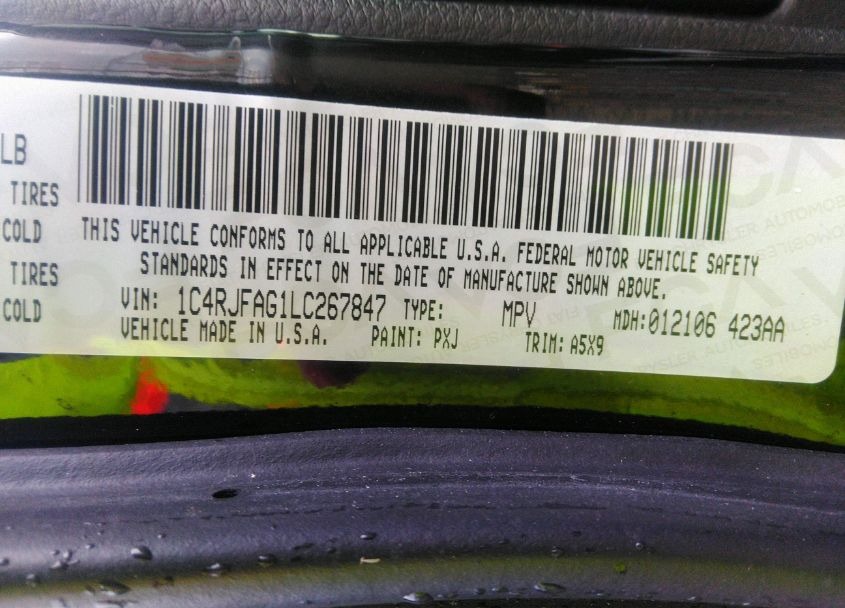 LB
TIRES
COLD
TIRES
COLD
THIS VEHICLE CONFORMS TO ALL APPLICABLE U.S.A. FEDERAL MOTOR VEHICLE SAFETY
STANDARDS IN EFFECT ON THE DATE OF MANUFACTURE SHOWN ABOVE.
VIN: 1C4RJFAG1LC267847 TYPE: MPV MDH:012106 423AA
VEHICLE MADE IN U.S.A. PAINT: PXJ TRIM: A5X9